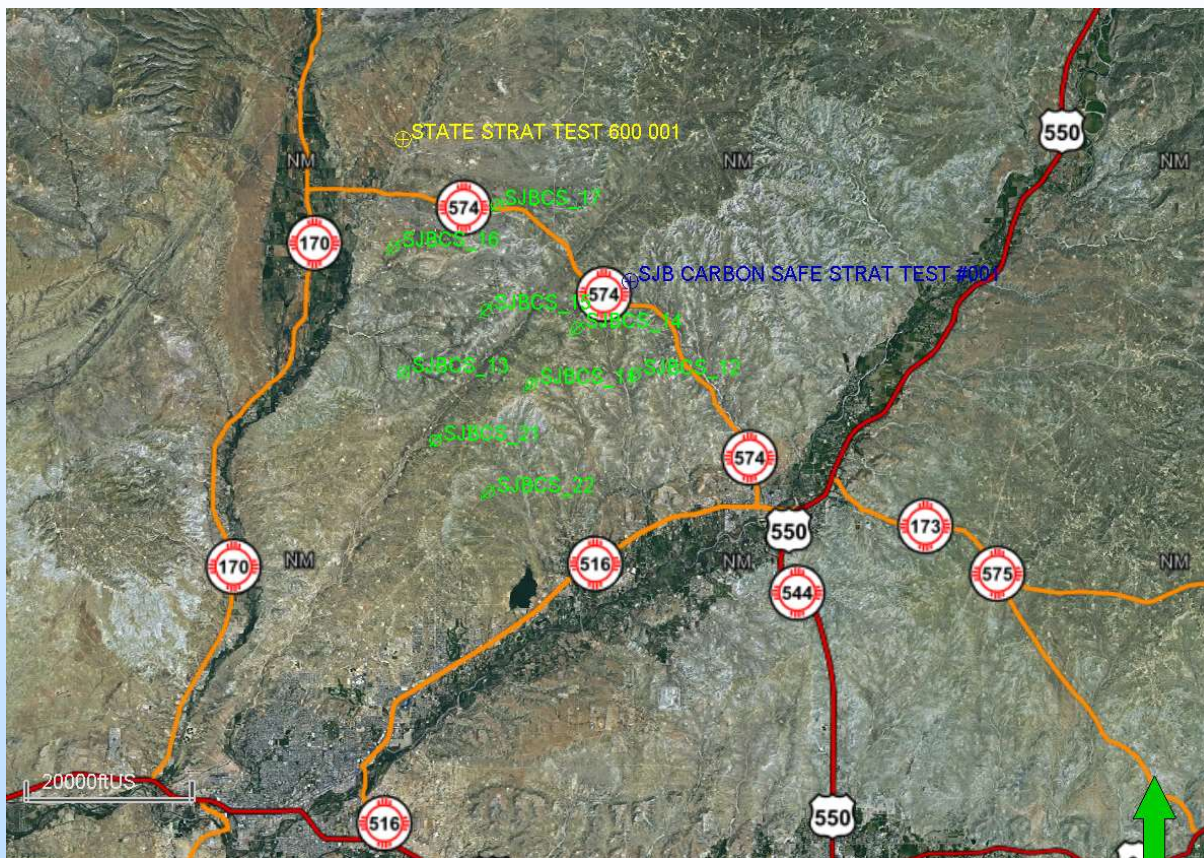 550
STATE STRAT TEST 600 001
NM
NM
NM
574
SJBCS_17
170
SJBCS_16
SJB CARBON SAFE STRAT TEST #001
574
SJBCS_15
SJBCS_14
SJBCS_13
SJBCS_12
SJBCS_21
574
SJBCS_22
550
173
NM
170
516
NM
575
NM
544
20000ftUS
516
550